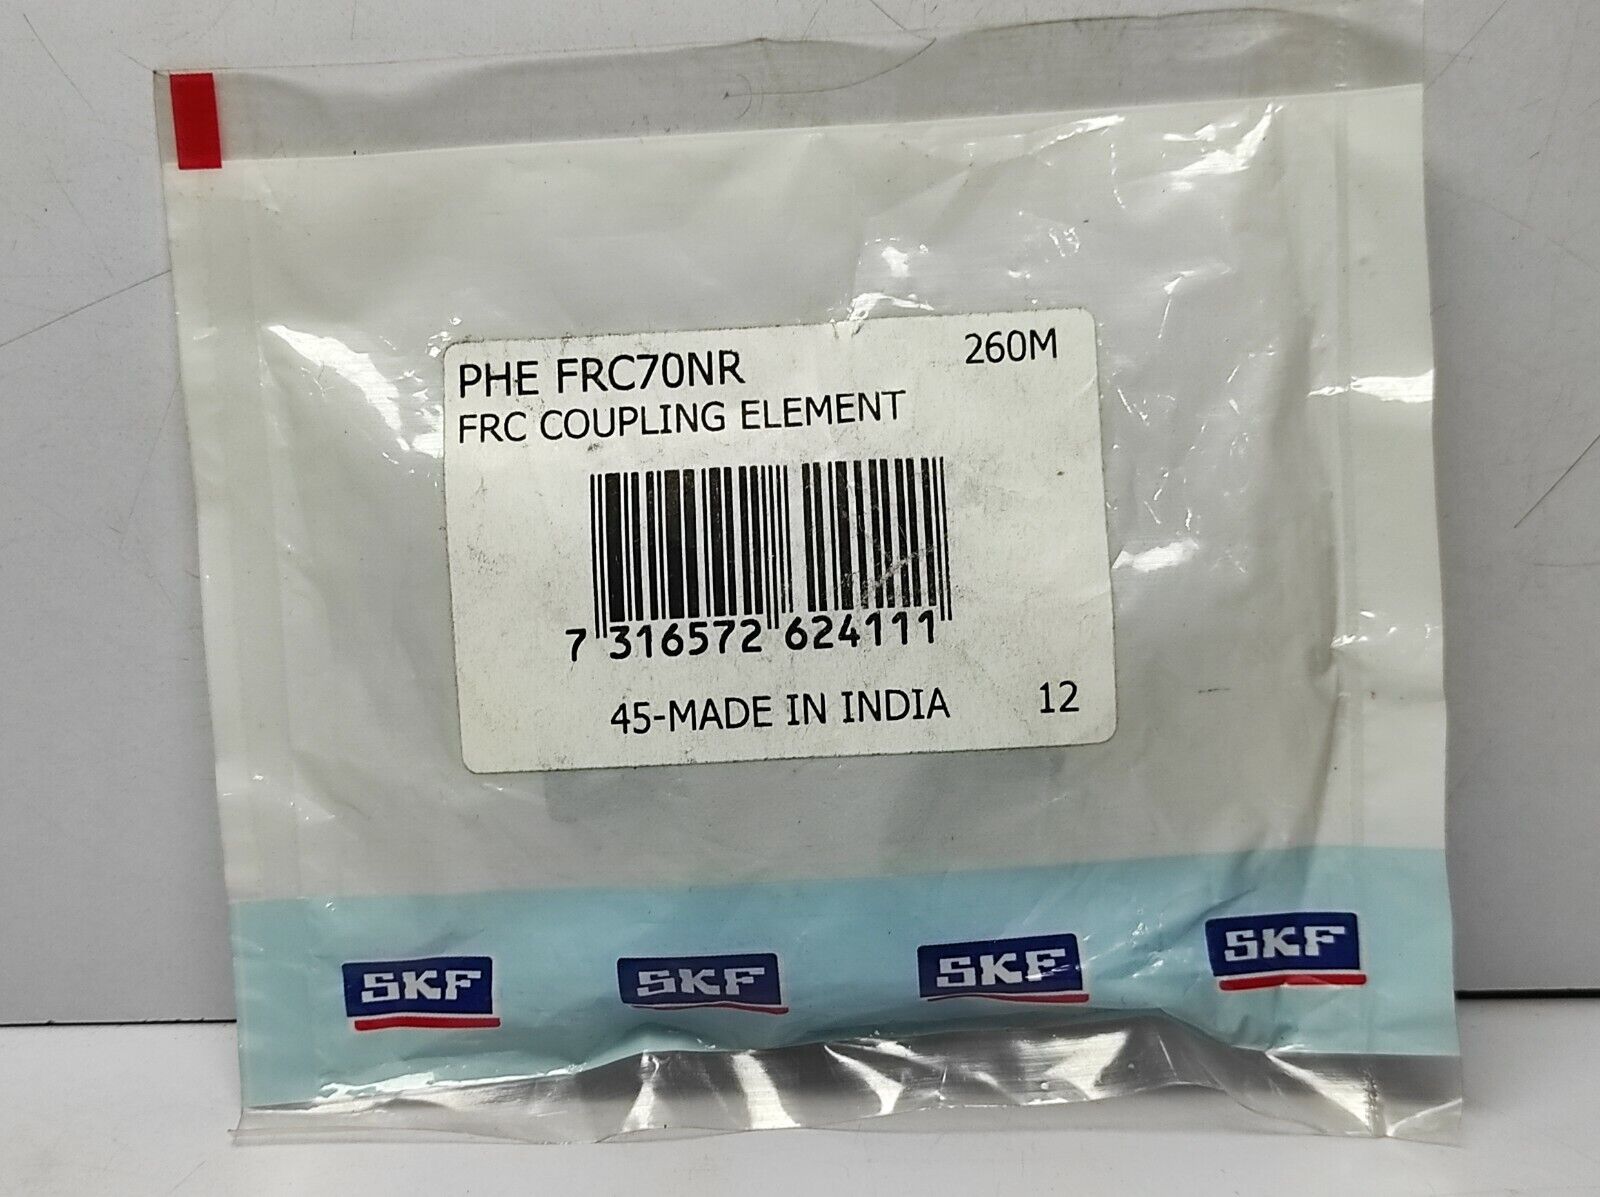 PHE FRC70NR 260M
FRC COUPLING ELEMENT
7 316572 624111
45-MADE IN INDIA 12
SKF SKF SKF SKF